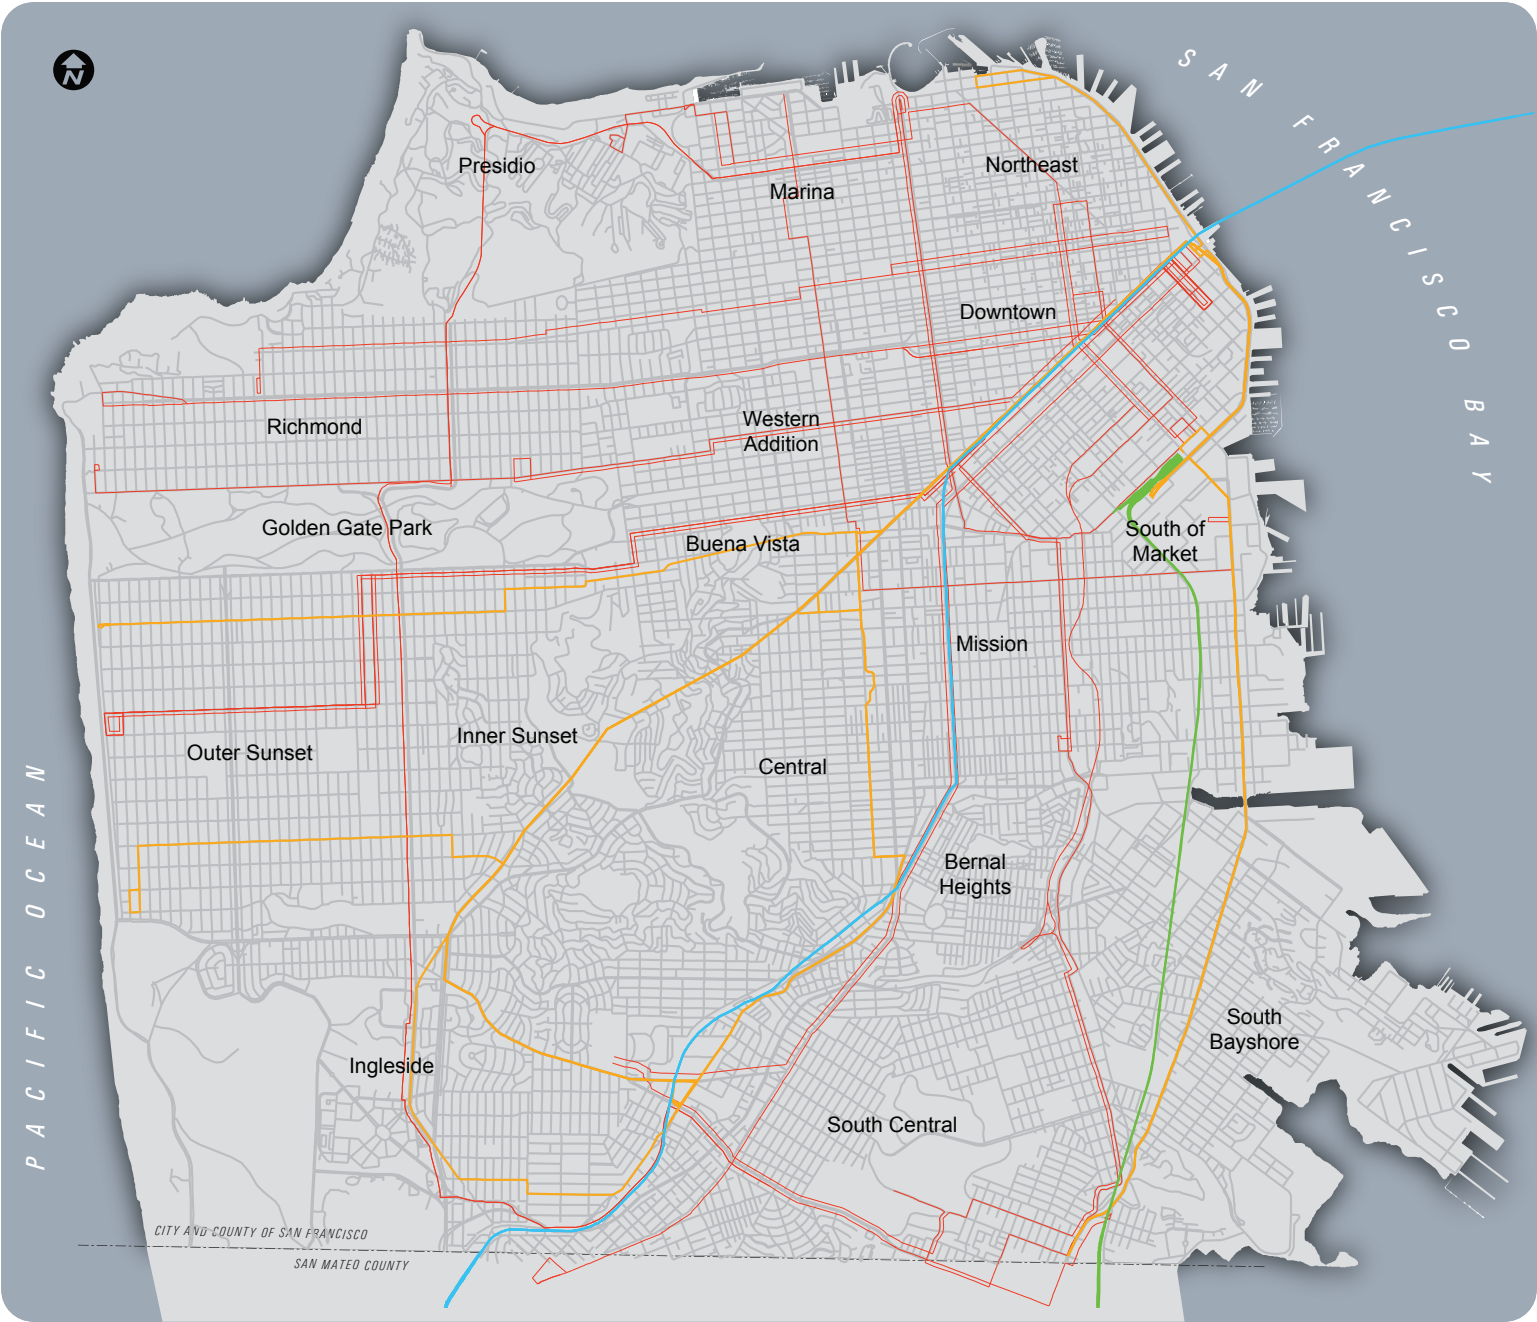 N
SAN FRANCISCO BAY
Presidio
Marina
Northeast
Downtown
Richmond
Western
Addition
Golden Gate Park
Buena Vista
South of
Market
Mission
Inner Sunset
Outer Sunset
Central
PACIFIC OCEAN
Bernal
Heights
South
Bayshore
Ingleside
South Central
CITY AND COUNTY OF SAN FRANCISCO
SAN MATEO COUNTY